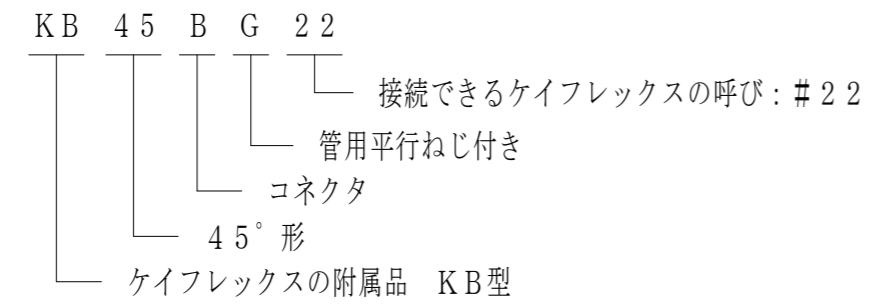 KB 45 B G 22
接続できるケイフレックスの呼び：#22
管用平行ねじ付き
コネクタ
45°形
ケイフレックスの附属品 KB型